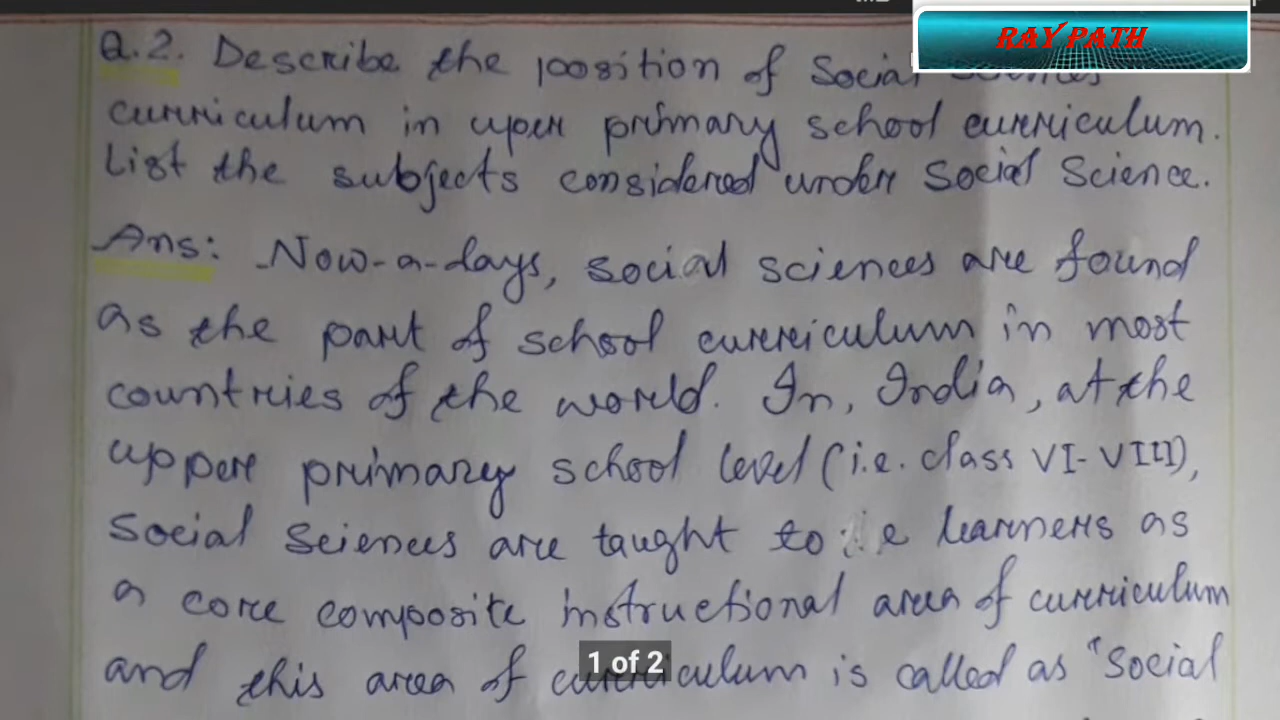 RAY PATH
Q.2. Describe the position of Social Sciences
curriculum in uper primary school curriculum.
List the subjects considered under Social Science.
Ans: Now-a-days, social sciences are found
as the part of school curriculum in most
countries of the world. In, India, at the
upper primary school level (i.e. class VI-VIII),
Social Sciences are taught to learners as
a core composite instructional area of curriculum
and this area of curriculum is called as "Social
1 of 2